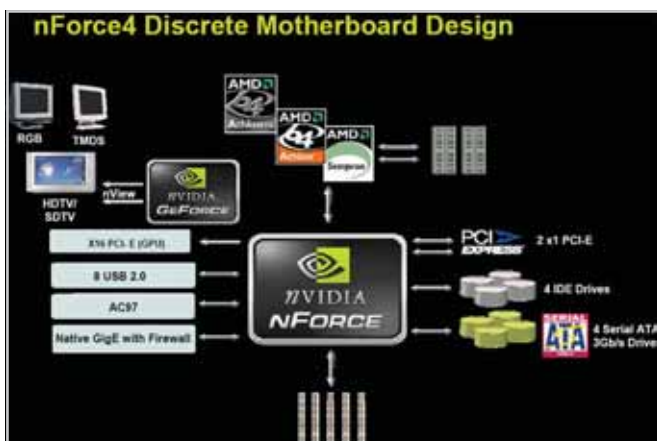 nForce4 Discrete Motherboard Design
AMD
64
Athlon
AMD
64
Athlon
AMD
Sempron
RGB
TMDS
HDTV/
SDTV
nView
nVIDIA
GEFORCE
X16 PCI-E (GPU)
8 USB 2.0
AC97
Native GigE with Firewall
nVIDIA
NFORCE
PCI
EXPRESS
2 x1 PCI-E
4 IDE Drives
SERIAL
ATA
4 Serial ATA
3Gb/s Drives